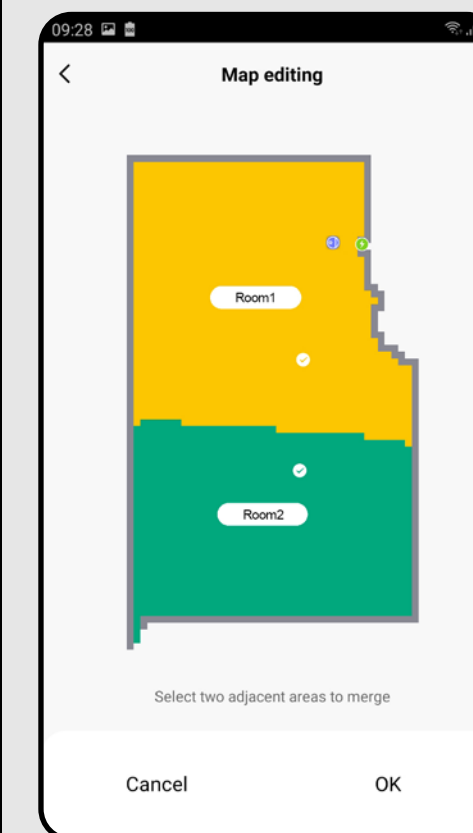 09:28
Map editing
Room1
Room2
Select two adjacent areas to merge
Cancel OK